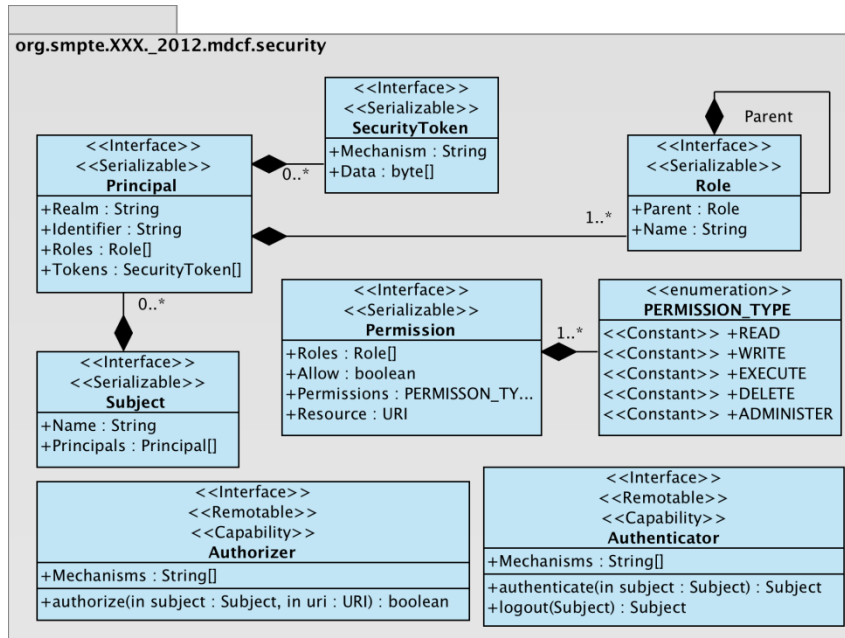 org.smpte.XXX._2012.mdcf.security
<<Interface>>
<<Serializable>>
SecurityToken
+Mechanism : String
+Data : byte[]
<<Interface>>
<<Serializable>>
Principal
+Realm : String
+Identifier : String
+Roles : Role[]
+Tokens : SecurityToken[]
0..*
Parent
<<Interface>>
<<Serializable>>
Role
+Parent : Role
+Name : String
1..*
0..*
<<Interface>>
<<Serializable>>
Subject
+Name : String
+Principals : Principal[]
<<Interface>>
<<Serializable>>
Permission
+Roles : Role[]
+Allow : boolean
+Permissions : PERMISSON_TY...
+Resource : URI
1..*
<<enumeration>>
PERMISSION_TYPE
<<Constant>> +READ
<<Constant>> +WRITE
<<Constant>> +EXECUTE
<<Constant>> +DELETE
<<Constant>> +ADMINISTER
<<Interface>>
<<Remotable>>
<<Capability>>
Authorizer
+Mechanisms : String[]
+authorize(in subject : Subject, in uri : URI) : boolean
<<Interface>>
<<Remotable>>
<<Capability>>
Authenticator
+Mechanisms : String[]
+authenticate(in subject : Subject) : Subject
+logout(Subject) : Subject